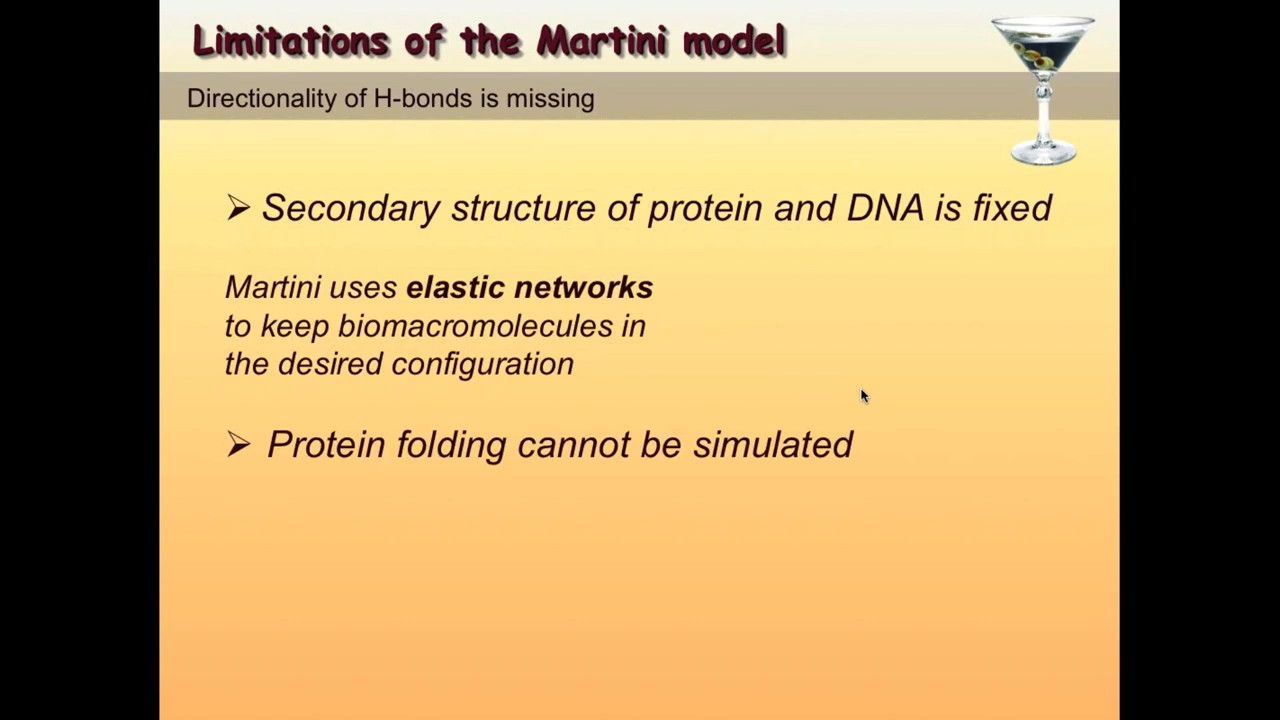 Limitations of the Martini model
Directionality of H-bonds is missing
➢ Secondary structure of protein and DNA is fixed
Martini uses elastic networks
to keep biomacromolecules in
the desired configuration
➢ Protein folding cannot be simulated